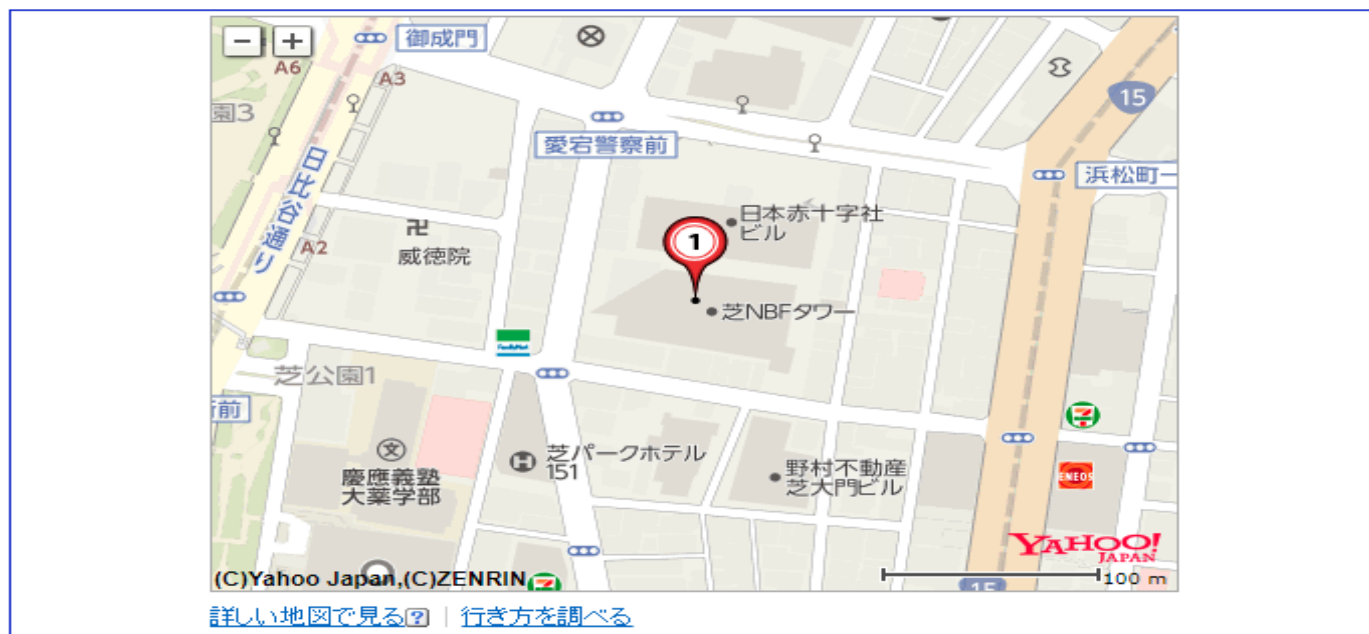 御成門
A6
A3
15
園3
愛宕警察前
浜松町一
日比谷通り
日本赤十字社
ビル
1
A2
威徳院
芝NBFタワー
FamilyMart
芝公園1
前
7
芝パークホテル
151
H
文
慶應義塾
大薬学部
野村不動産
芝大門ビル
ENEOS
YAHOO!
JAPAN
(C)Yahoo Japan,(C)ZENRIN
7
15
100 m
詳しい地図で見る? | 行き方を調べる